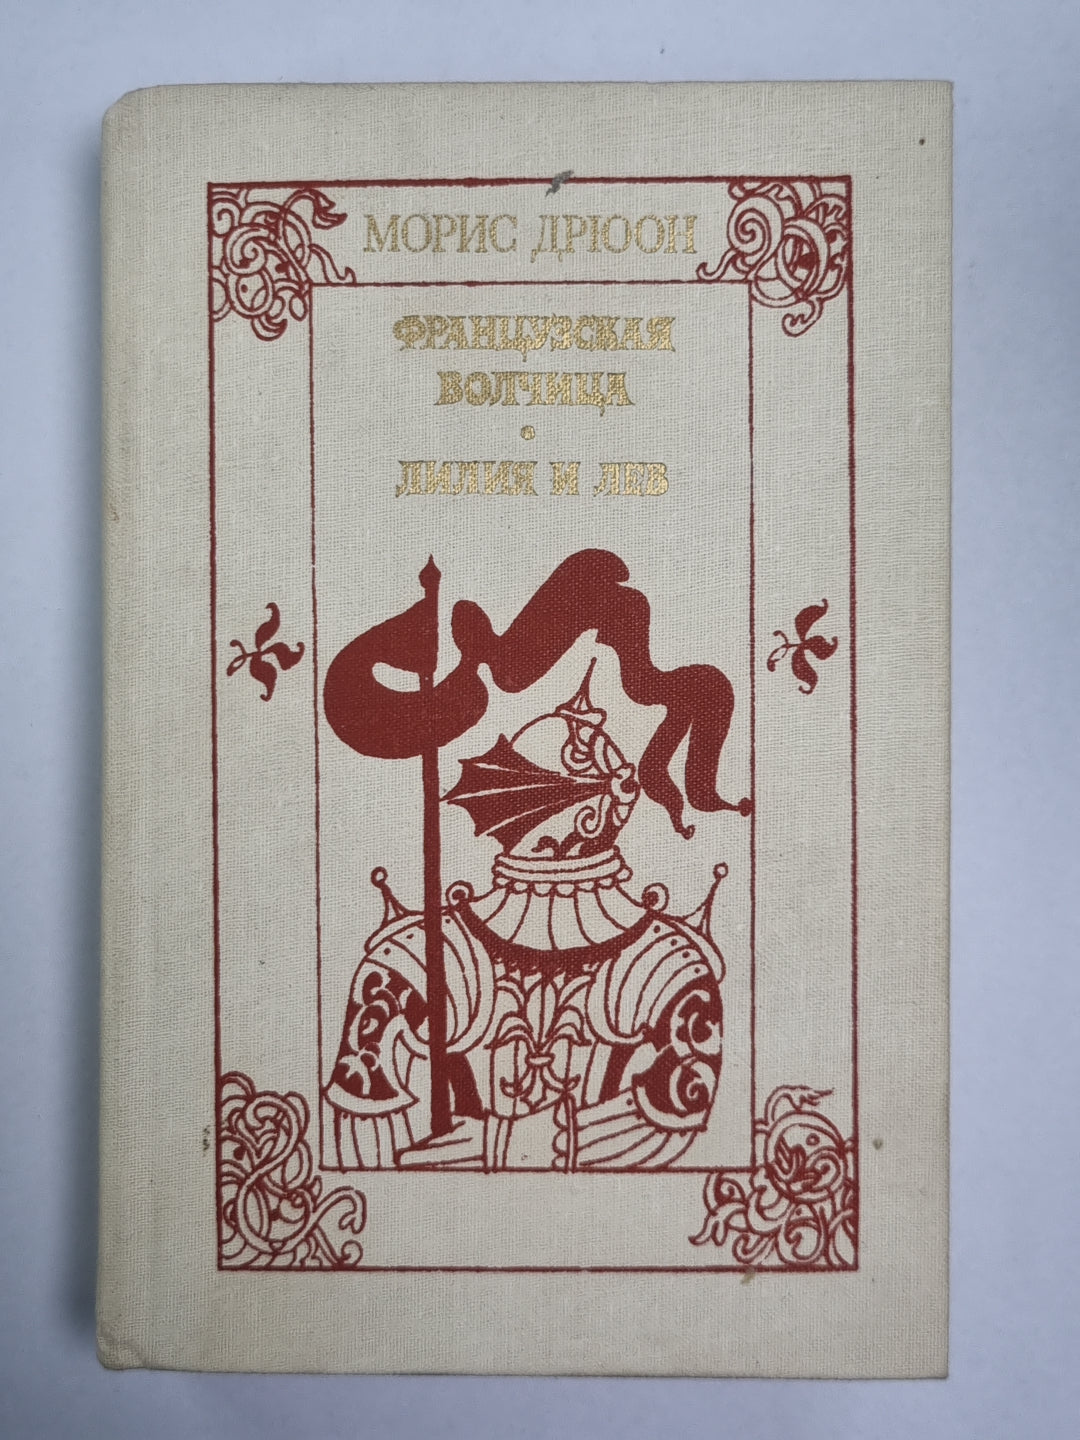 МОРИС ДРЮОН
ФРАНЦУЗСКАЯ
ВОЛЧИЦА
•
ЛИЛИЯ И ЛЕВ